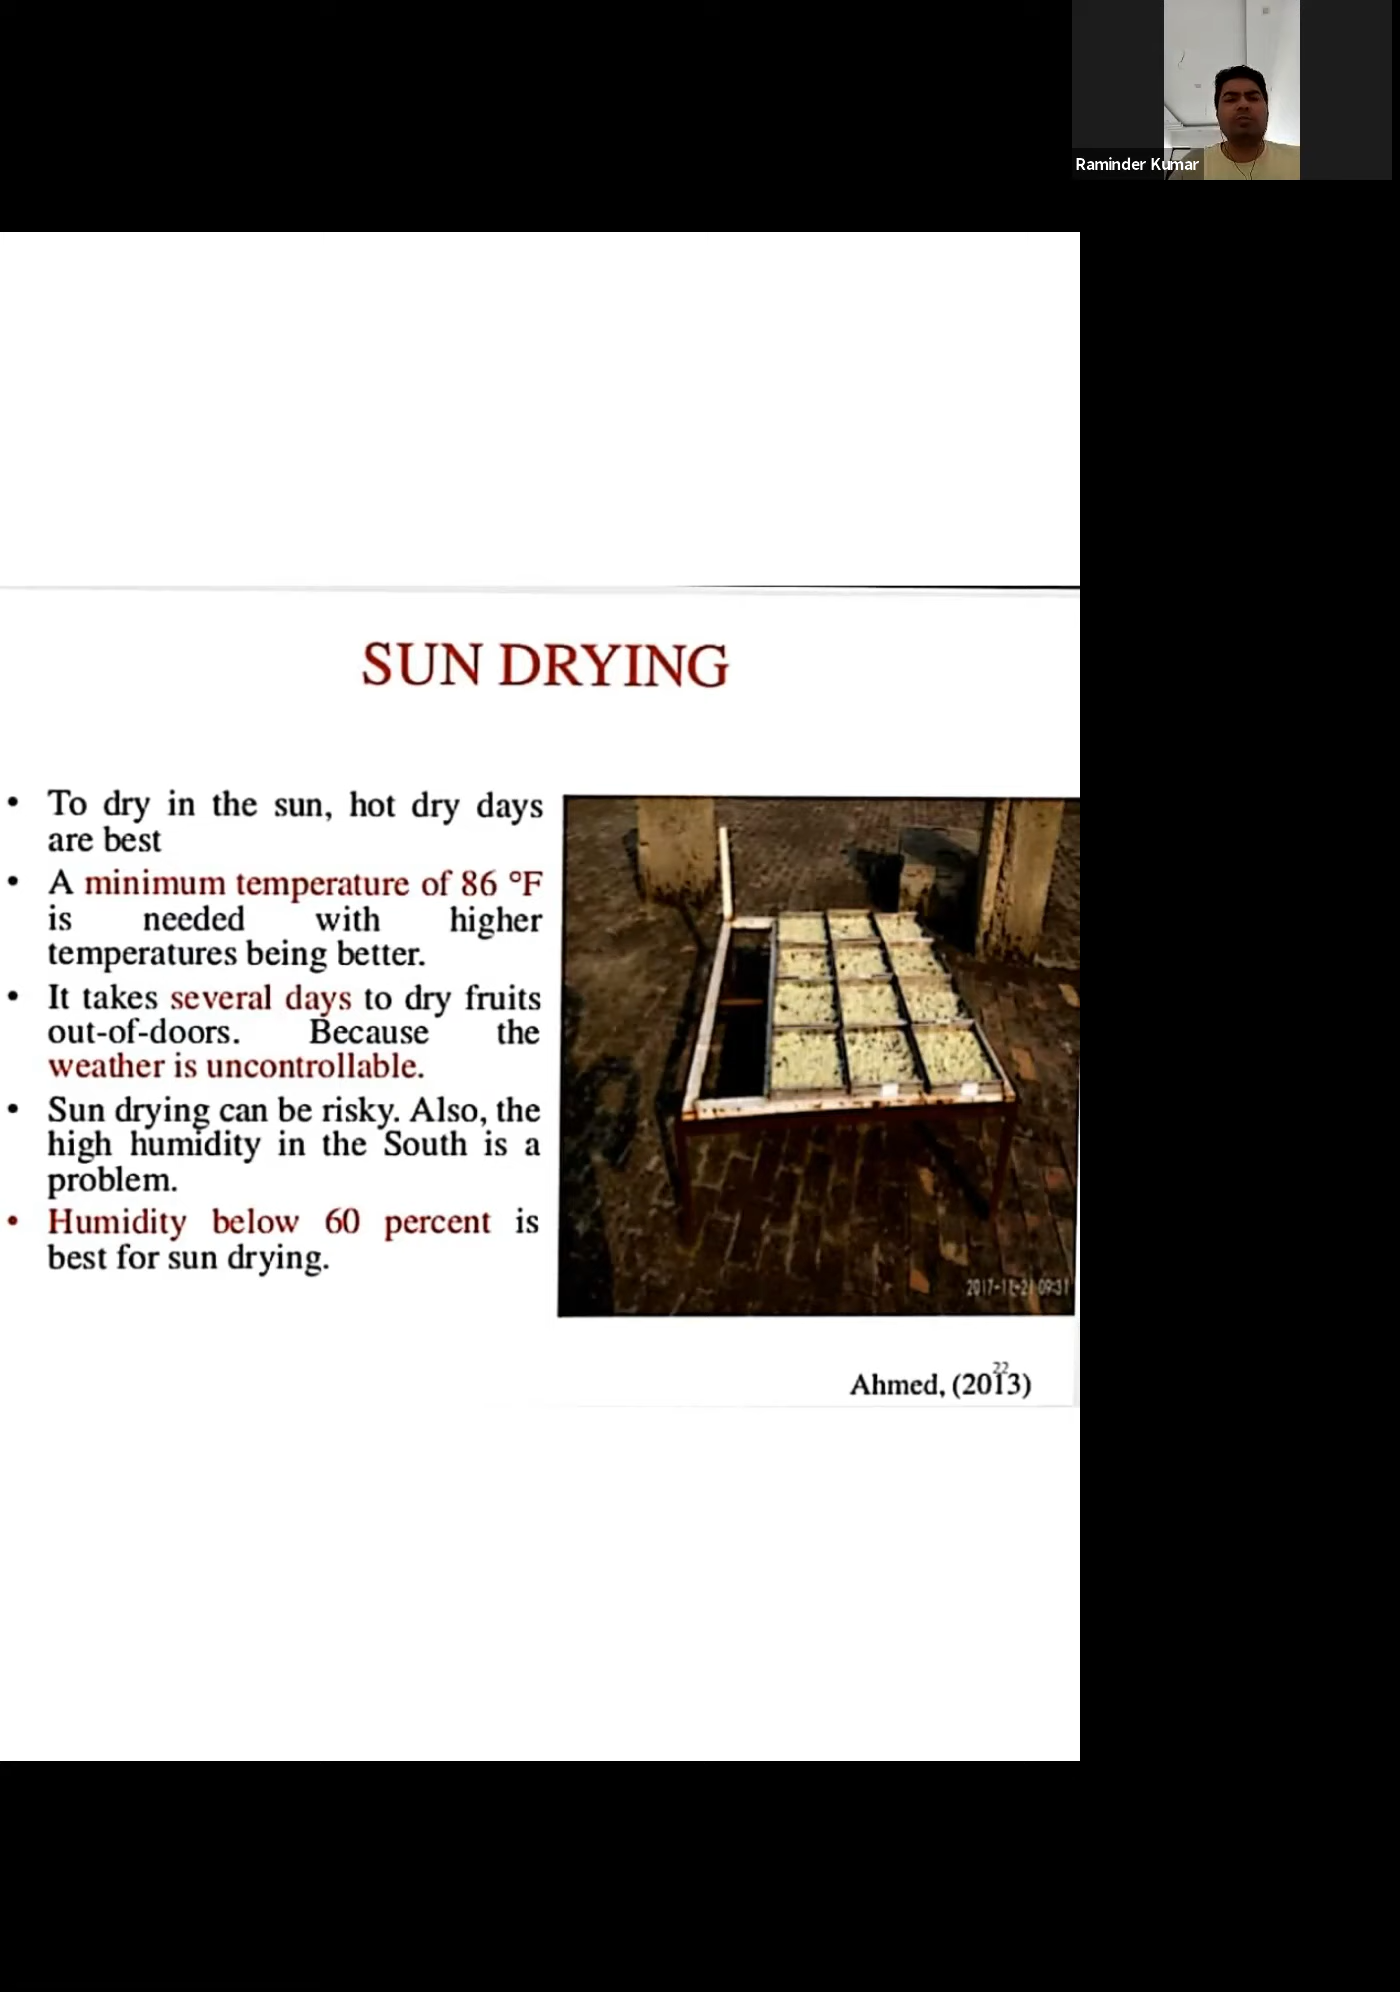 Raminder Kumar
SUN DRYING
• To dry in the sun, hot dry days
are best
• A minimum temperature of 86 °F
is needed with higher
temperatures being better.
• It takes several days to dry fruits
out-of-doors. Because the
weather is uncontrollable.
• Sun drying can be risky. Also, the
high humidity in the South is a
problem.
• Humidity below 60 percent is
best for sun drying.
09:31
22
Ahmed, (2013)